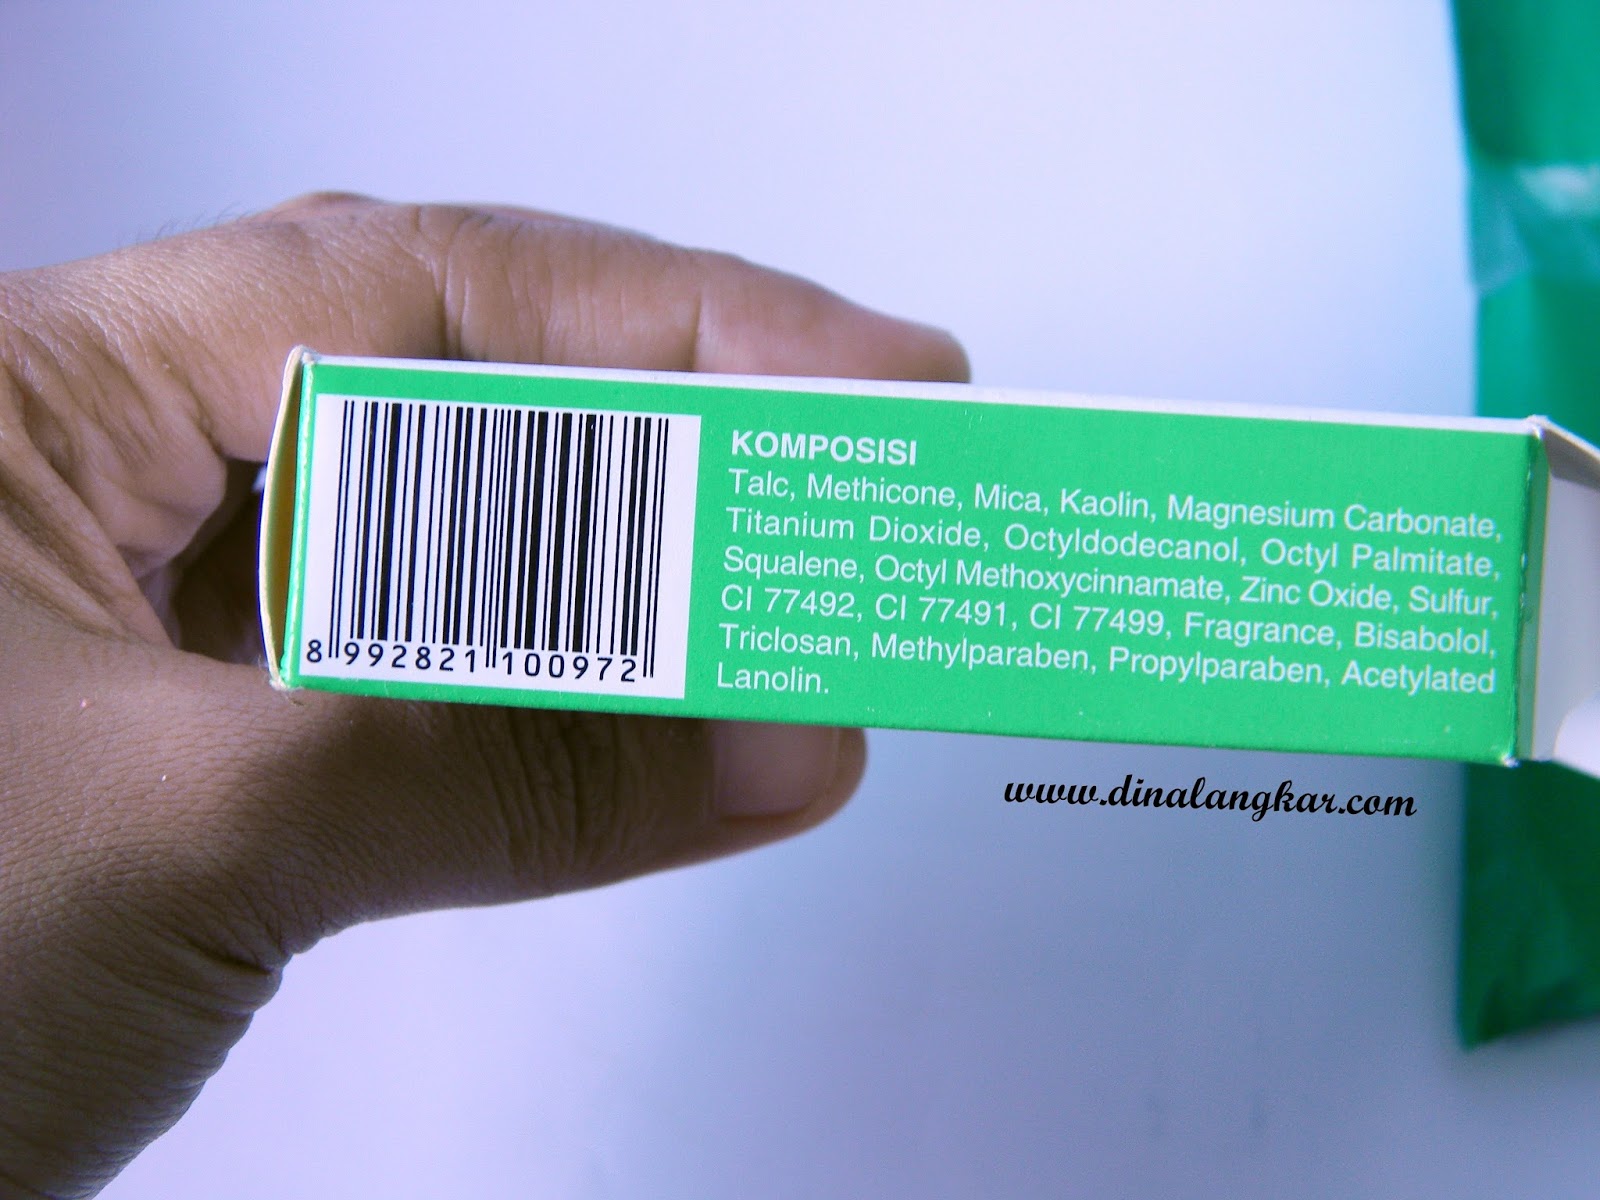 KOMPOSISI
Talc, Methicone, Mica, Kaolin, Magnesium Carbonate,
Titanium Dioxide, Octyldodecanol, Octyl Palmitate,
Squalene, Octyl Methoxycinnamate, Zinc Oxide, Sulfur,
CI 77492, CI 77491, CI 77499, Fragrance, Bisabolol,
Triclosan, Methylparaben, Propylparaben, Acetylated
Lanolin.
8 992821 100972
www.dinalangkar.com